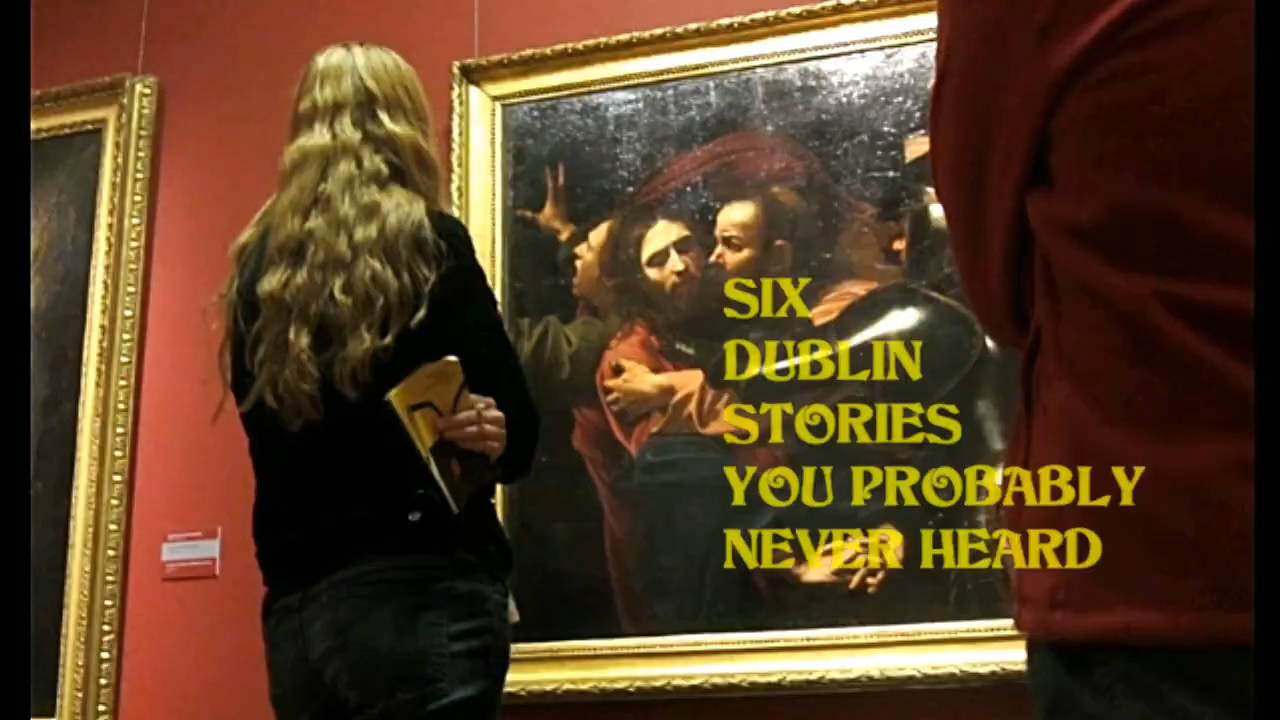 SIX
DUBLIN
STORIES
YOU PROBABLY
NEVER HEARD